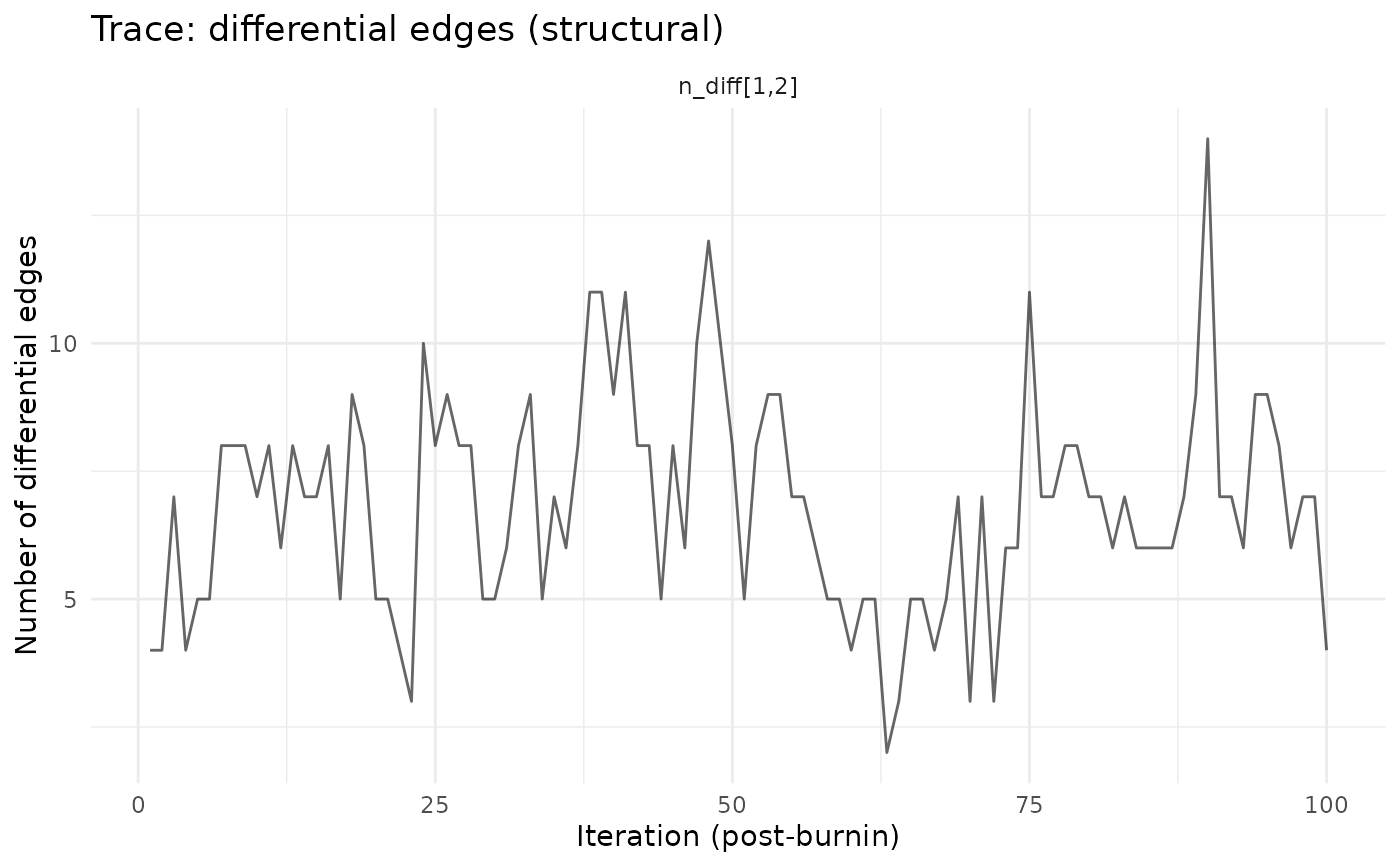 Trace: differential edges (structural)
n_diff[1,2]
Number of differential edges
10
5
0 25 50 75 100
Iteration (post-burnin)